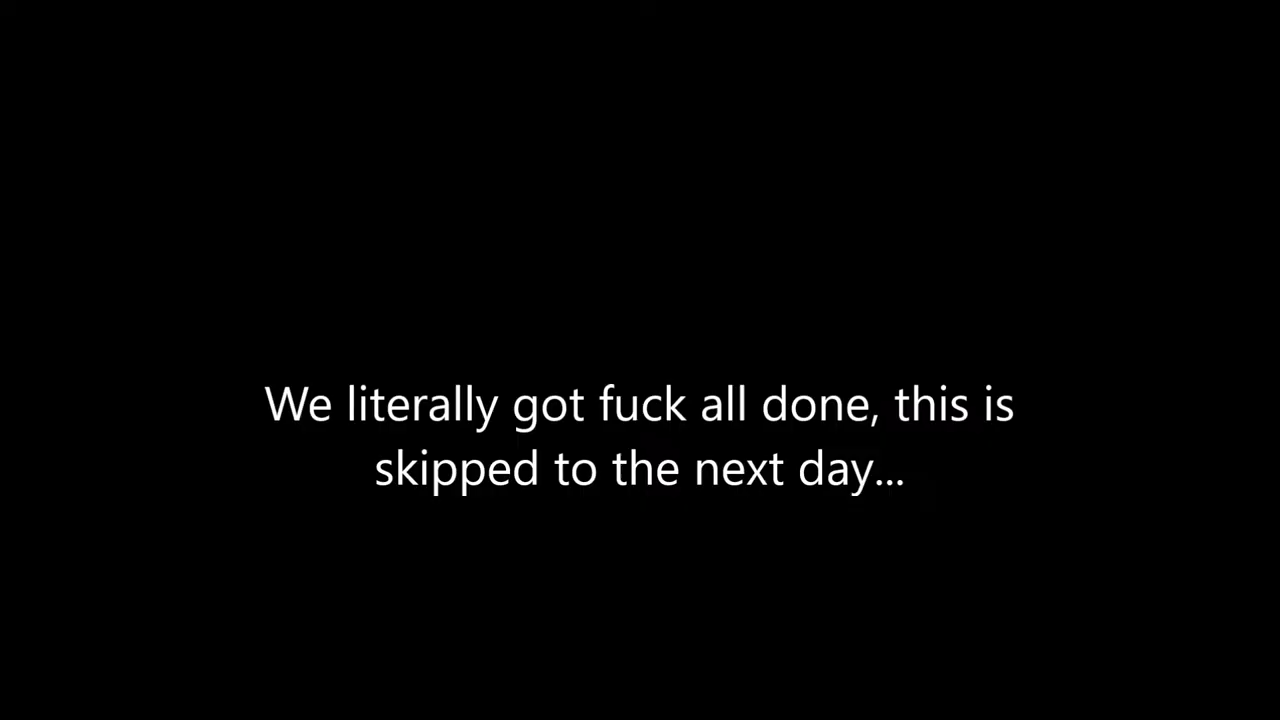 We literally got fuck all done, this is
skipped to the next day...